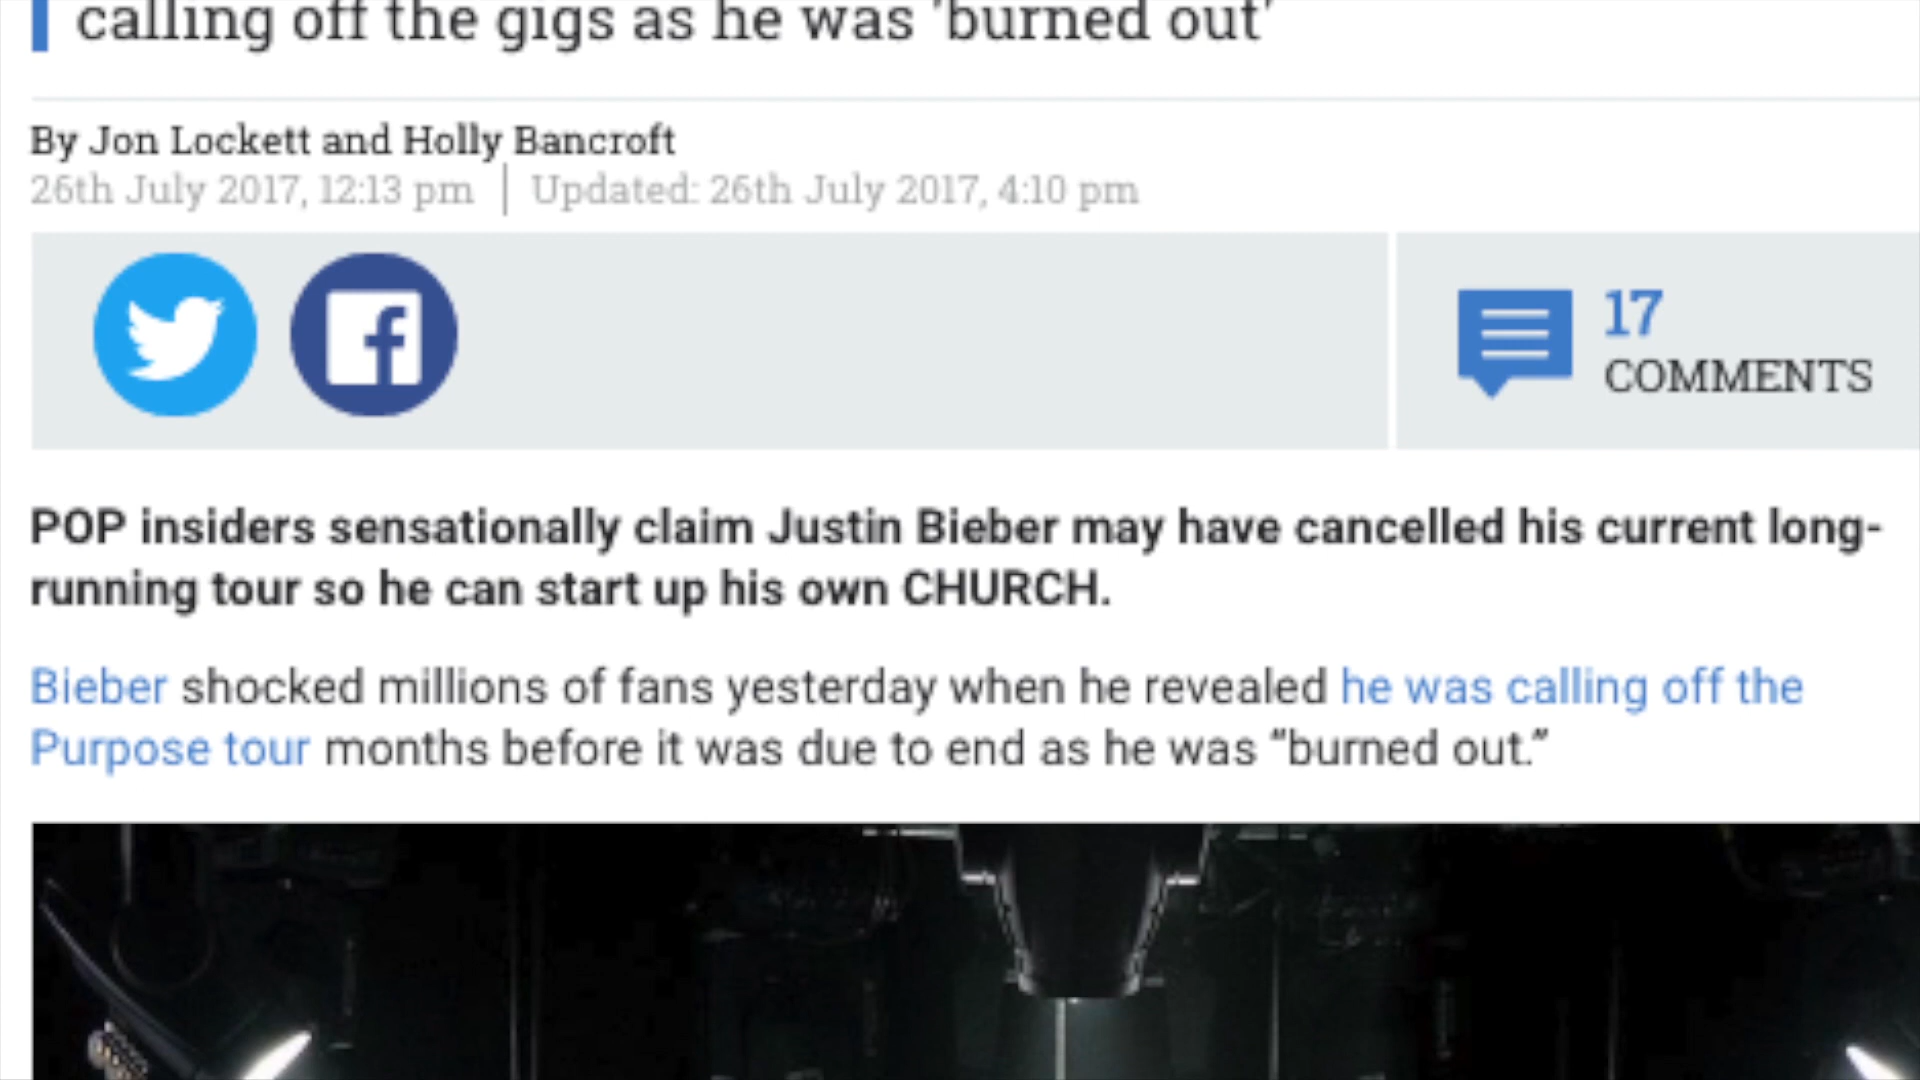 calling off the gigs as he was 'burned out'
By Jon Lockett and Holly Bancroft
26th July 2017, 12:13 pm | Updated: 26th July 2017, 4:10 pm
17
COMMENTS
POP insiders sensationally claim Justin Bieber may have cancelled his current long-
running tour so he can start up his own CHURCH.
Bieber shocked millions of fans yesterday when he revealed he was calling off the
Purpose tour months before it was due to end as he was “burned out.”